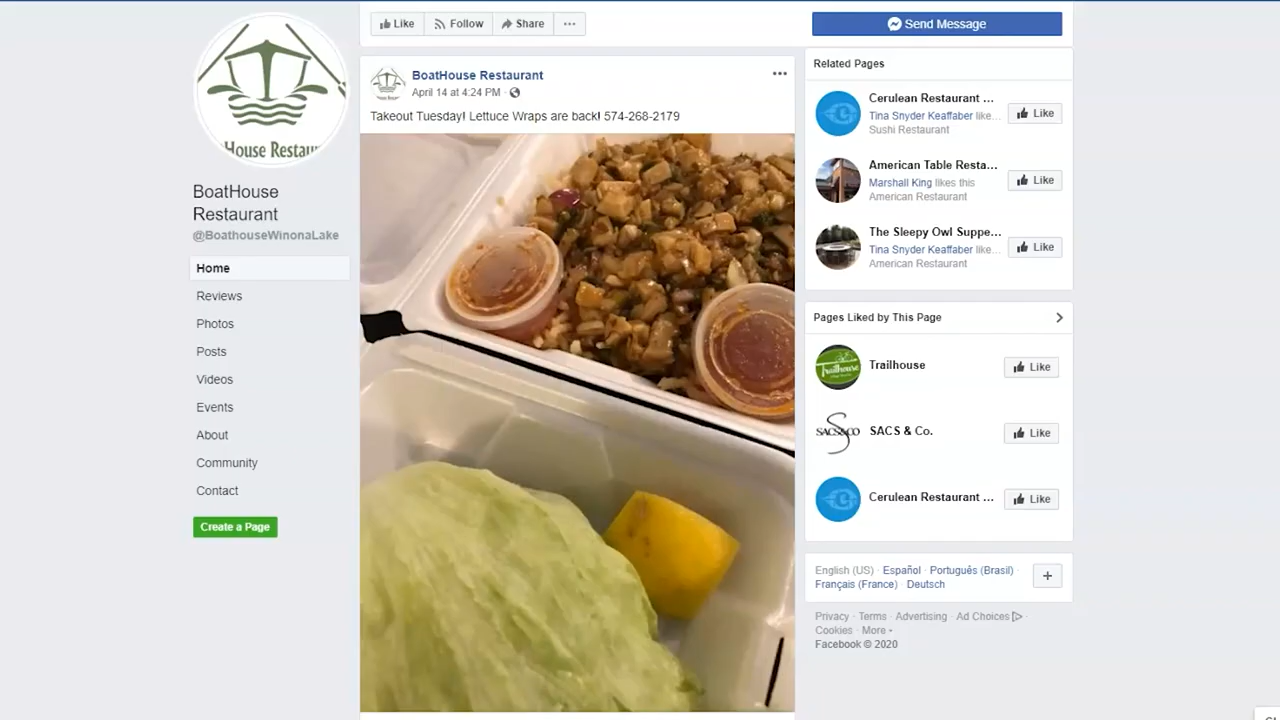 Like Follow Share ...
Send Message
House Restau
BoatHouse
Restaurant
@BoathouseWinonaLake
Home
Reviews
Photos
Posts
Videos
Events
About
Community
Contact
Create a Page
BoatHouse Restaurant
April 14 at 4:24 PM ·
Takeout Tuesday! Lettuce Wraps are back! 574-268-2179
Related Pages
Cerulean Restaurant ...
Tina Snyder Keaffaber like...
Sushi Restaurant
Like
American Table Resta...
Marshall King likes this
American Restaurant
Like
The Sleepy Owl Suppe...
Tina Snyder Keaffaber like...
American Restaurant
Like
Pages Liked by This Page
Trailhouse
Trailhouse
Like
SACS&CO
SACS & Co.
Like
Cerulean Restaurant ...
Like
English (US) · Español · Português (Brasil) ·
Français (France) · Deutsch
+
Privacy · Terms · Advertising · Ad Choices ·
Cookies · More
Facebook © 2020